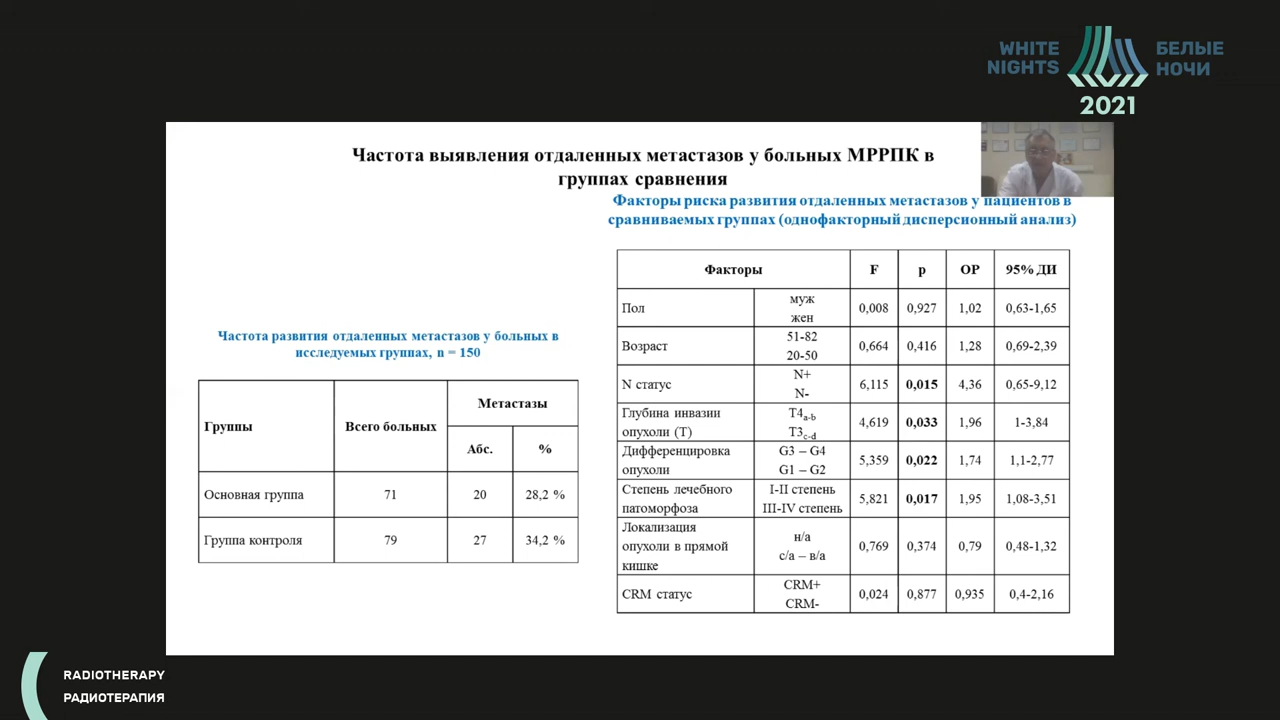 WHITE NIGHTS
БЕЛЫЕ НОЧИ
2021
Частота выявления отдаленных метастазов у больных МРРПК в
группах сравнения
Факторы риска развития отдаленных метастазов у пациентов в
сравниваемых группах (однофакторный дисперсионный анализ)
Частота развития отдаленных метастазов у больных в
исследуемых группах, n = 150
Группы Всего больных Метастазы
Абс. %
Основная группа 71 20 28,2 %
Группа контроля 79 27 34,2 %
Факторы F p ОР 95% ДИ
Пол муж 0,008 0,927 1,02 0,63-1,65
жен
Возраст 51-82 0,664 0,416 1,28 0,69-2,39
20-50
N статус N+ 6,115 0,015 4,36 0,65-9,12
N-
Глубина инвазии T4a-b 4,619 0,033 1,96 1-3,84
опухоли (T) T3c-d
Дифференцировка G3 – G4 5,359 0,022 1,74 1,1-2,77
опухоли G1 – G2
Степень лечебного I-II степень 5,821 0,017 1,95 1,08-3,51
патоморфоза III-IV степень
Локализация
опухоли в прямой н/а 0,769 0,374 0,79 0,48-1,32
кишке с/а – в/а
CRM статус CRM+ 0,024 0,877 0,935 0,4-2,16
CRM-
RADIOTHERAPY
РАДИОТЕРАПИЯ